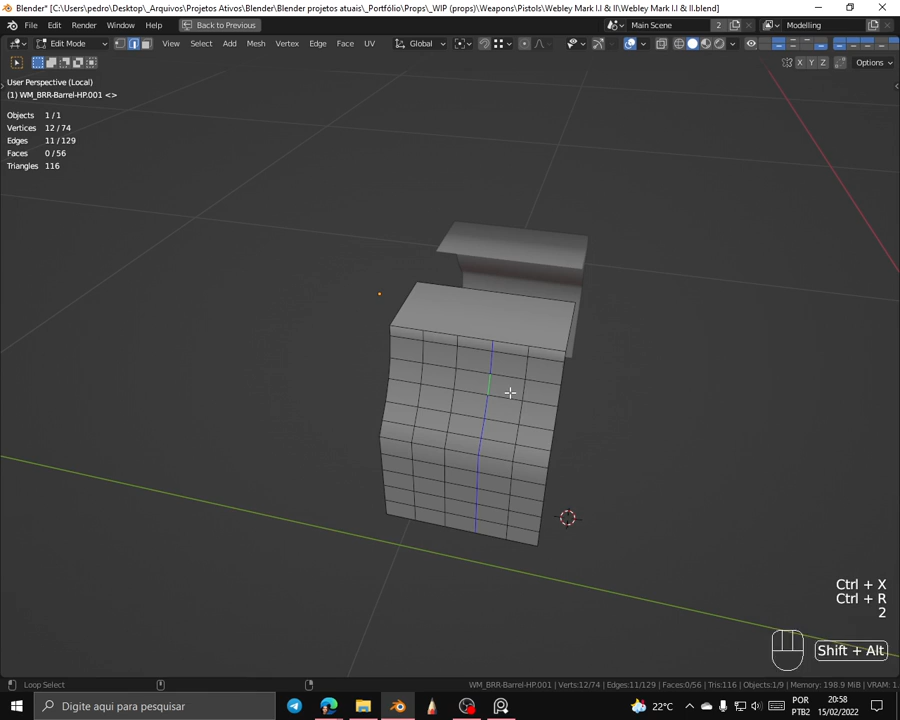 Blender* [C:\Users\pedro\Desktop\_Arquivos\Projetos Ativos\Blender\Blender projetos atuais\_Portfólio\Props\_WIP (props)\Weapons\Pistols\Webley Mark I.I & II\Webley Mark I.I & II.blend]
File Edit Render Window Help Back to Previous Main Scene 2 Modelling
Edit Mode View Select Add Mesh Vertex Edge Face UV Global
X Y Z Options
User Perspective (Local)
(1) WM_BRR-Barrel-HP.001 <>
Objects 1/1
Vertices 12/74
Edges 11/129
Faces 0/56
Triangles 116
Ctrl + X
Ctrl + R
2
Shift + Alt
Loop Select WM_BRR-Barrel-HP.001 | Verts:12/74 | Edges:11/129 | Faces:0/56 | Tris:116 | Objects:1/9 | Memory: 198.9 MiB | VRAM: 1.
Digite aqui para pesquisar 22°C POR 20:58
PTB2 15/02/2022